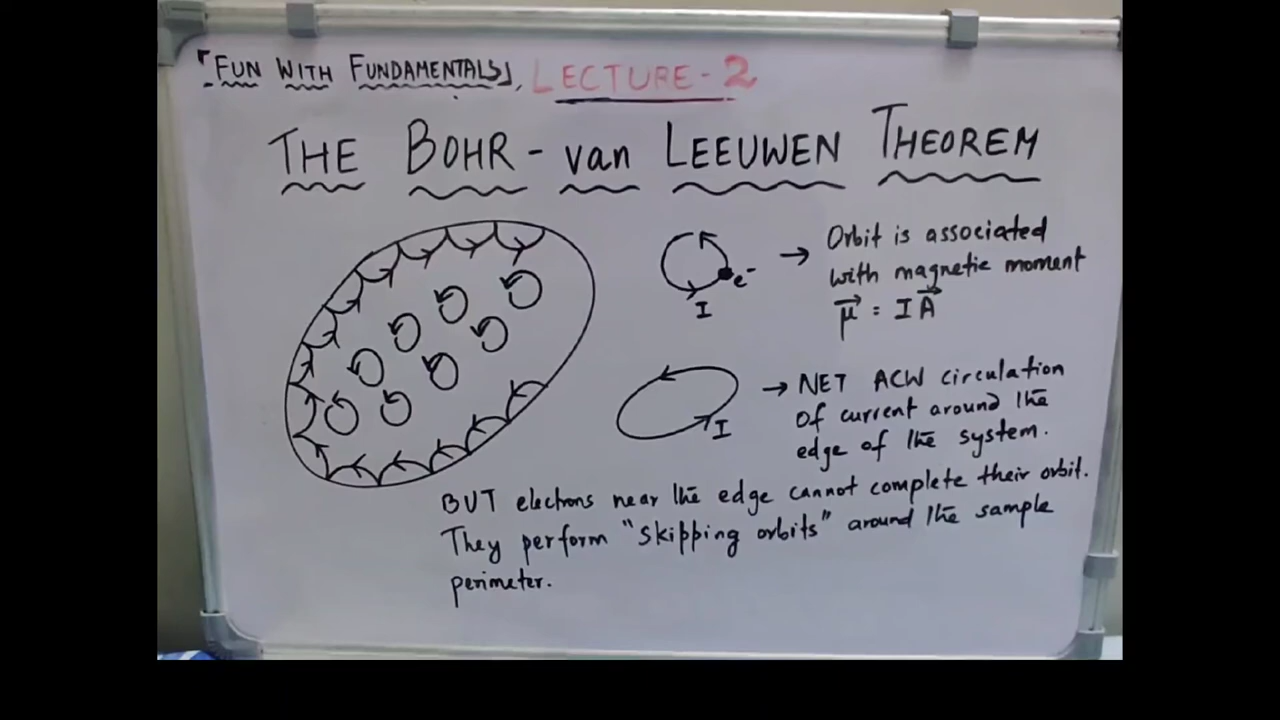 「FUN WITH FUNDAMENTALS」, LECTURE-2
THE BOHR-van LEEUWEN THEOREM
e⁻
I
→ Orbit is associated
with magnetic moment
μ⃗ = I A⃗
I
→ NET ACW circulation
of current around the
edge of the system.
BUT electrons near the edge cannot complete their orbit.
They perform "skipping orbits" around the sample
perimeter.